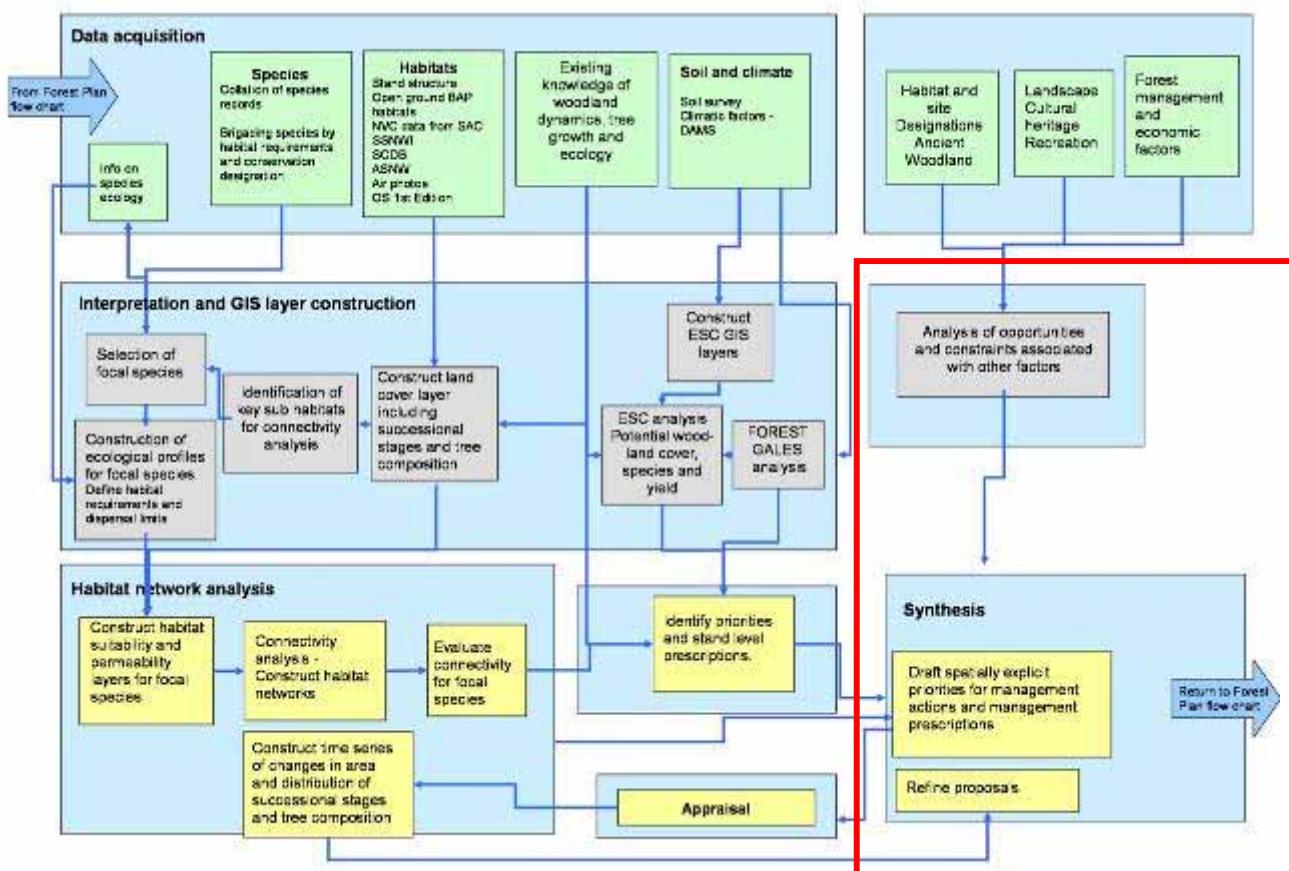 Data acquisition
From Forest Plan
flow chart
Info on
species
ecology
Species
Collation of species
records
species by
habitat requirements
and conservation
designation
Habitats
Stand structure
Open ground BAP
habitats
NVC data from SAC
SSNWI
SCDB
ASNW
Air photos
OS 1st Edition
Existing
knowledge of
woodland
dynamics, tree
growth and
ecology
Soil and climate
Soil survey
Climatic factors -
DAMS
Habitat and
site
Designations
Ancient
Woodland
Landscape
Cultural
heritage
Recreation
Forest
management
and
economic
factors
Interpretation and GIS layer construction
Selection of
focal species
Construction of
ecological profiles
for focal species
Define habitat
requirements and
dispersal limits
Identification of
key sub habitats
for connectivity
analysis
Construct land
cover layer
including
successional
stages and tree
composition
Construct
ESC GIS
layers
ESC analysis
Potential wood-
land cover,
species and
yield
FOREST
GALES
analysis
Analysis of opportunities
and constraints associated
with other factors
Habitat network analysis
Construct habitat
suitability and
permeability
layers for focal
species
Connectivity
analysis -
Construct habitat
networks
Evaluate
connectivity
for focal
species
Construct time series
of changes in area
and distribution of
successional stages
and tree composition
Identify priorities
and stand level
prescriptions.
Appraisal
Synthesis
Draft spatially explicit
priorities for management
actions and management
prescriptions
Refine proposals
Return to Forest
Plan flow chart